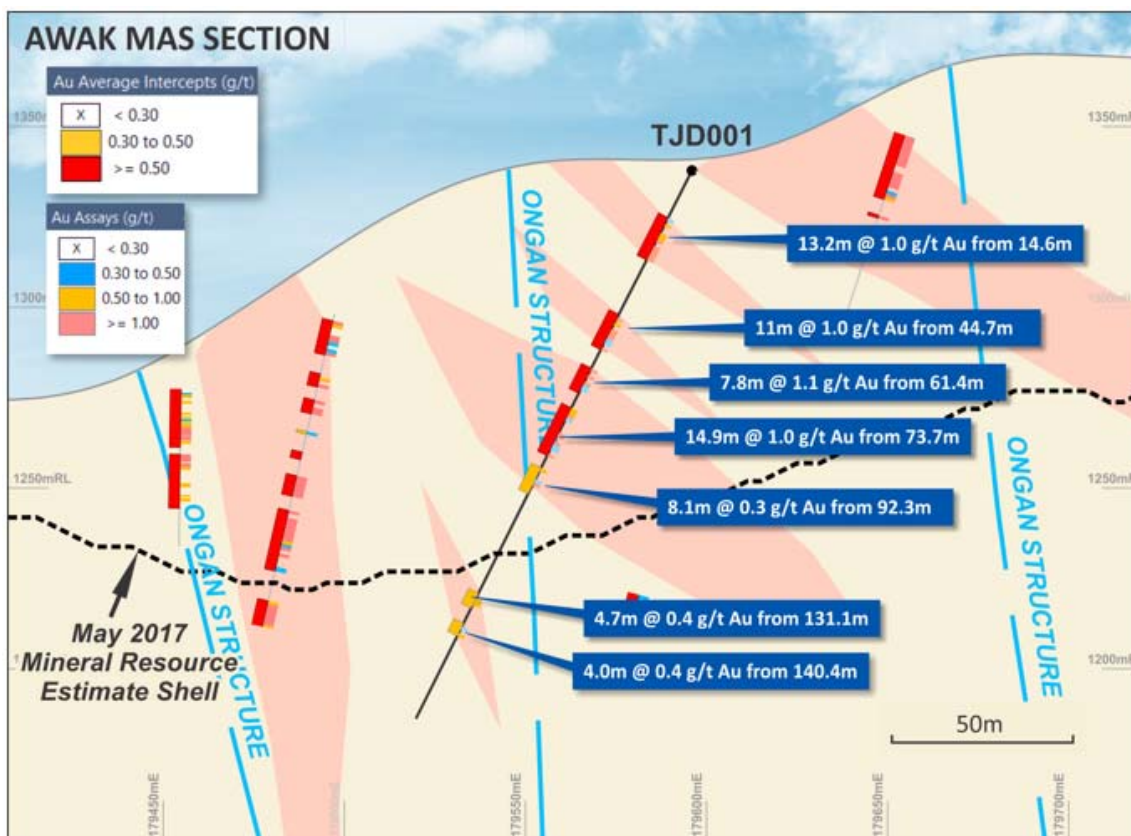 AWAK MAS SECTION
Au Average Intercepts (g/t)
X < 0.30
0.30 to 0.50
>= 0.50
Au Assays (g/t)
X < 0.30
0.30 to 0.50
0.50 to 1.00
>= 1.00
1350mRL
TJD001
13.2m @ 1.0 g/t Au from 14.6m
11m @ 1.0 g/t Au from 44.7m
7.8m @ 1.1 g/t Au from 61.4m
14.9m @ 1.0 g/t Au from 73.7m
8.1m @ 0.3 g/t Au from 92.3m
4.7m @ 0.4 g/t Au from 131.1m
4.0m @ 0.4 g/t Au from 140.4m
ONGAN STRUCTURE
ONGAN STRUCTURE
ONGAN STRUCTURE
1250mRL
1200mRL
May 2017
Mineral Resource
Estimate Shell
50m
179450mE
179550mE
179600mE
179650mE
179700mE